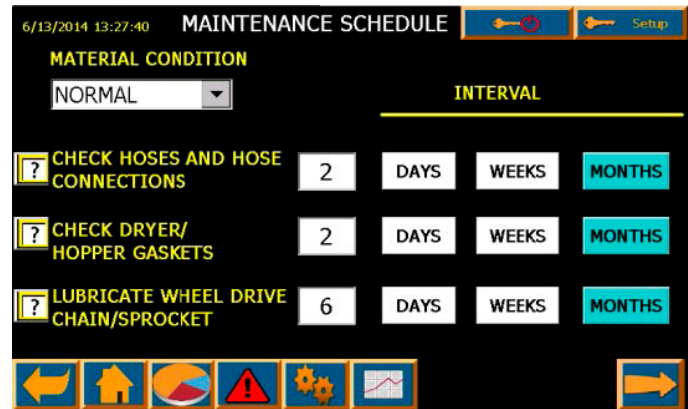 6/13/2014 13:27:40 MAINTENANCE SCHEDULE Setup
MATERIAL CONDITION
NORMAL
INTERVAL
? CHECK HOSES AND HOSE
CONNECTIONS
2 DAYS WEEKS MONTHS
? CHECK DRYER/
HOPPER GASKETS
2 DAYS WEEKS MONTHS
? LUBRICATE WHEEL DRIVE
CHAIN/SPROCKET
6 DAYS WEEKS MONTHS